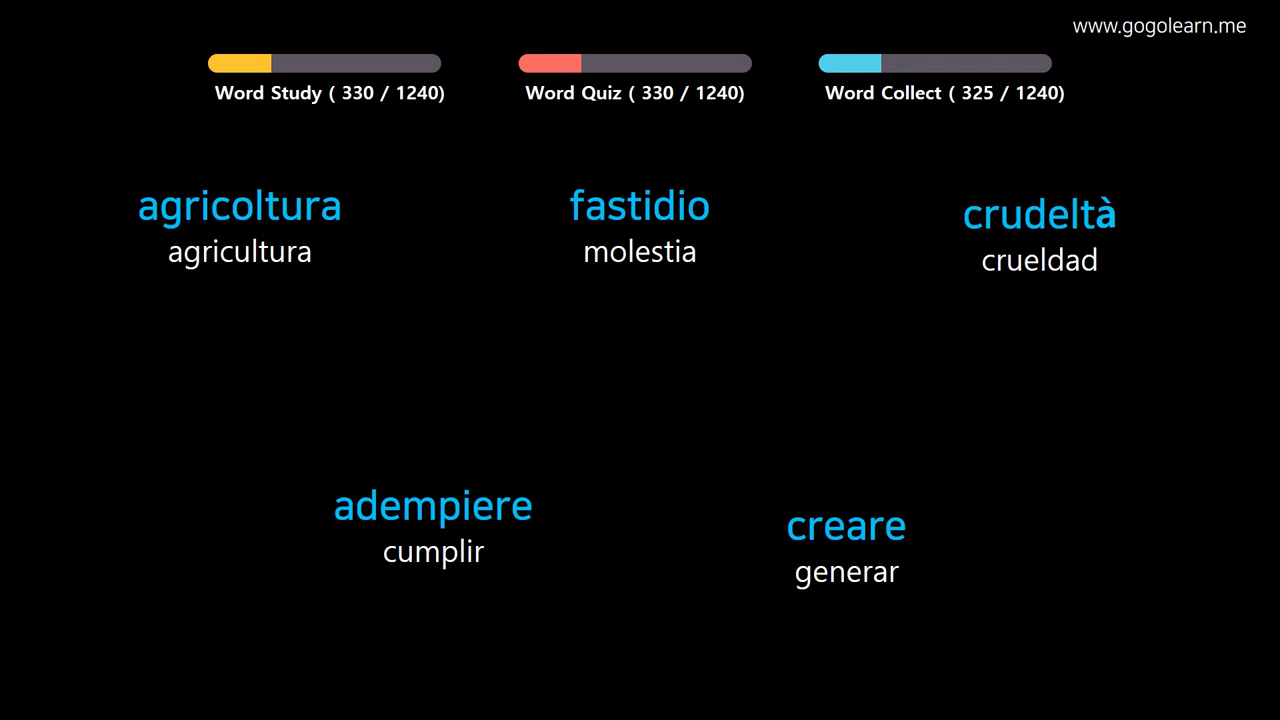 www.gogolearn.me
Word Study ( 330 / 1240)
Word Quiz ( 330 / 1240)
Word Collect ( 325 / 1240)
agricoltura
agricultura
fastidio
molestia
crudeltà
crueldad
adempiere
cumplir
creare
generar